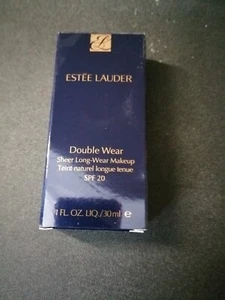 ESTĒE LAUDER
Double Wear
Sheer Long-Wear Makeup
Teint naturel longue tenue
SPF 20
1 FL. OZ. LIQ./30 ml e